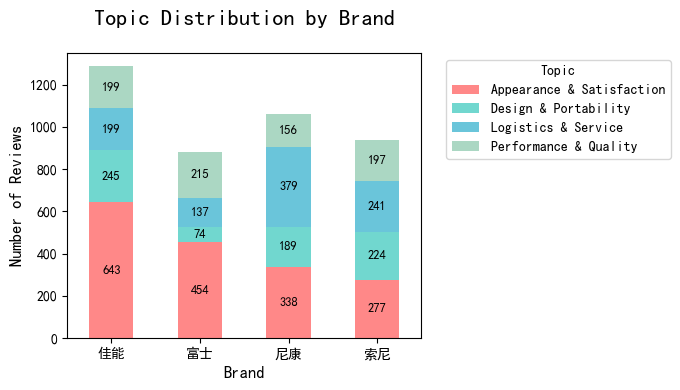 Topic Distribution by Brand
Number of Reviews
1200
1000
800
600
400
200
0
199
199
245
643
215
137
74
454
156
379
189
338
197
241
224
277
佳能
富士
尼康
索尼
Brand
Topic
Appearance & Satisfaction
Design & Portability
Logistics & Service
Performance & Quality